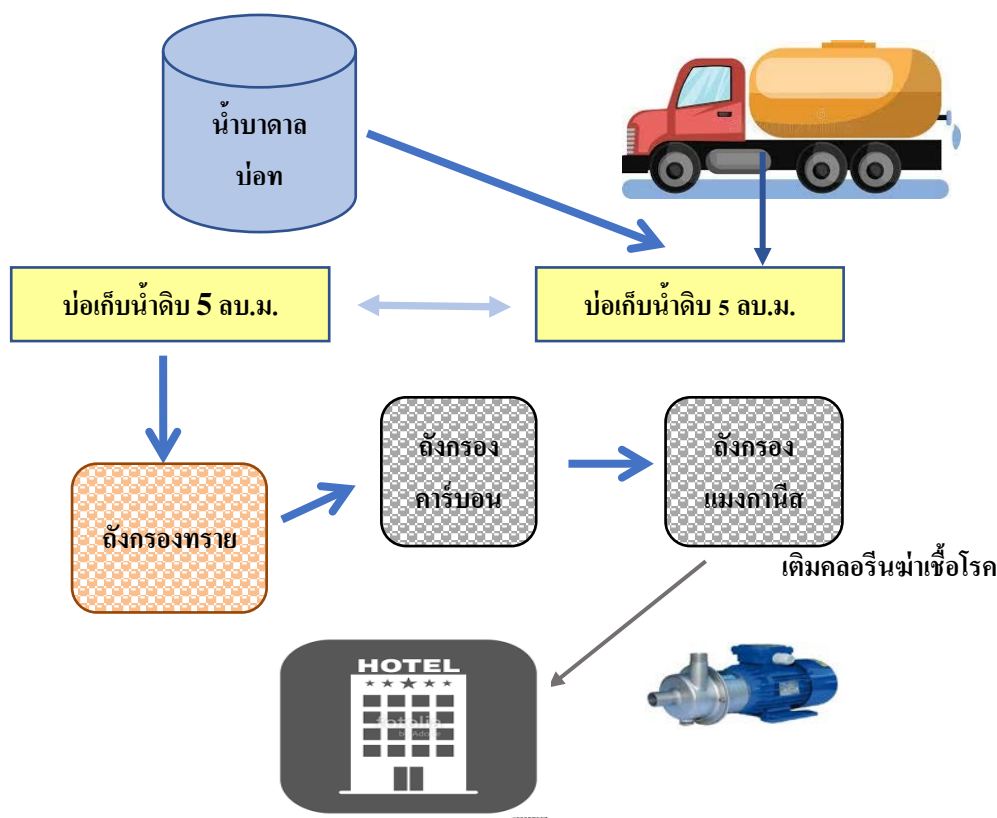 น้ำบาดาล
บ่อท
บ่อเก็บน้ำดิบ 5 ลบ.ม.
บ่อเก็บน้ำดิบ 5 ลบ.ม.
ถังกรอง
คาร์บอน
ถังกรอง
แมงกานีส
ถังกรองทราย
เติมคลอรีนฆ่าเชื้อโรค
HOTEL
fotolia
by Adobe